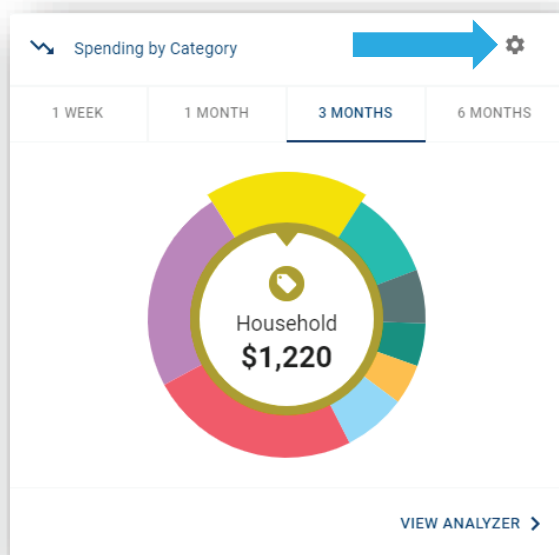 Spending by Category
1 WEEK
1 MONTH
3 MONTHS
6 MONTHS
Household
$1,220
VIEW ANALYZER